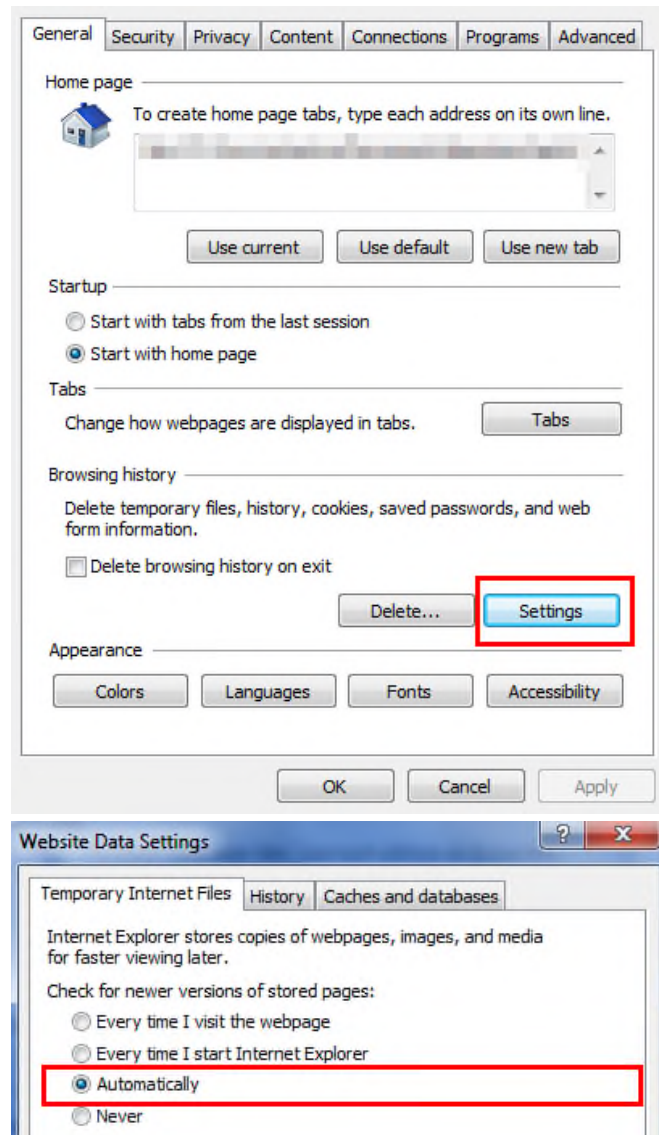 General Security Privacy Content Connections Programs Advanced
Home page
To create home page tabs, type each address on its own line.
Use current Use default Use new tab
Startup
Start with tabs from the last session
Start with home page
Tabs
Change how webpages are displayed in tabs. Tabs
Browsing history
Delete temporary files, history, cookies, saved passwords, and web
form information.
Delete browsing history on exit
Delete... Settings
Appearance
Colors Languages Fonts Accessibility
OK Cancel Apply
Website Data Settings ? X
Temporary Internet Files History Caches and databases
Internet Explorer stores copies of webpages, images, and media
for faster viewing later.
Check for newer versions of stored pages:
Every time I visit the webpage
Every time I start Internet Explorer
Automatically
Never